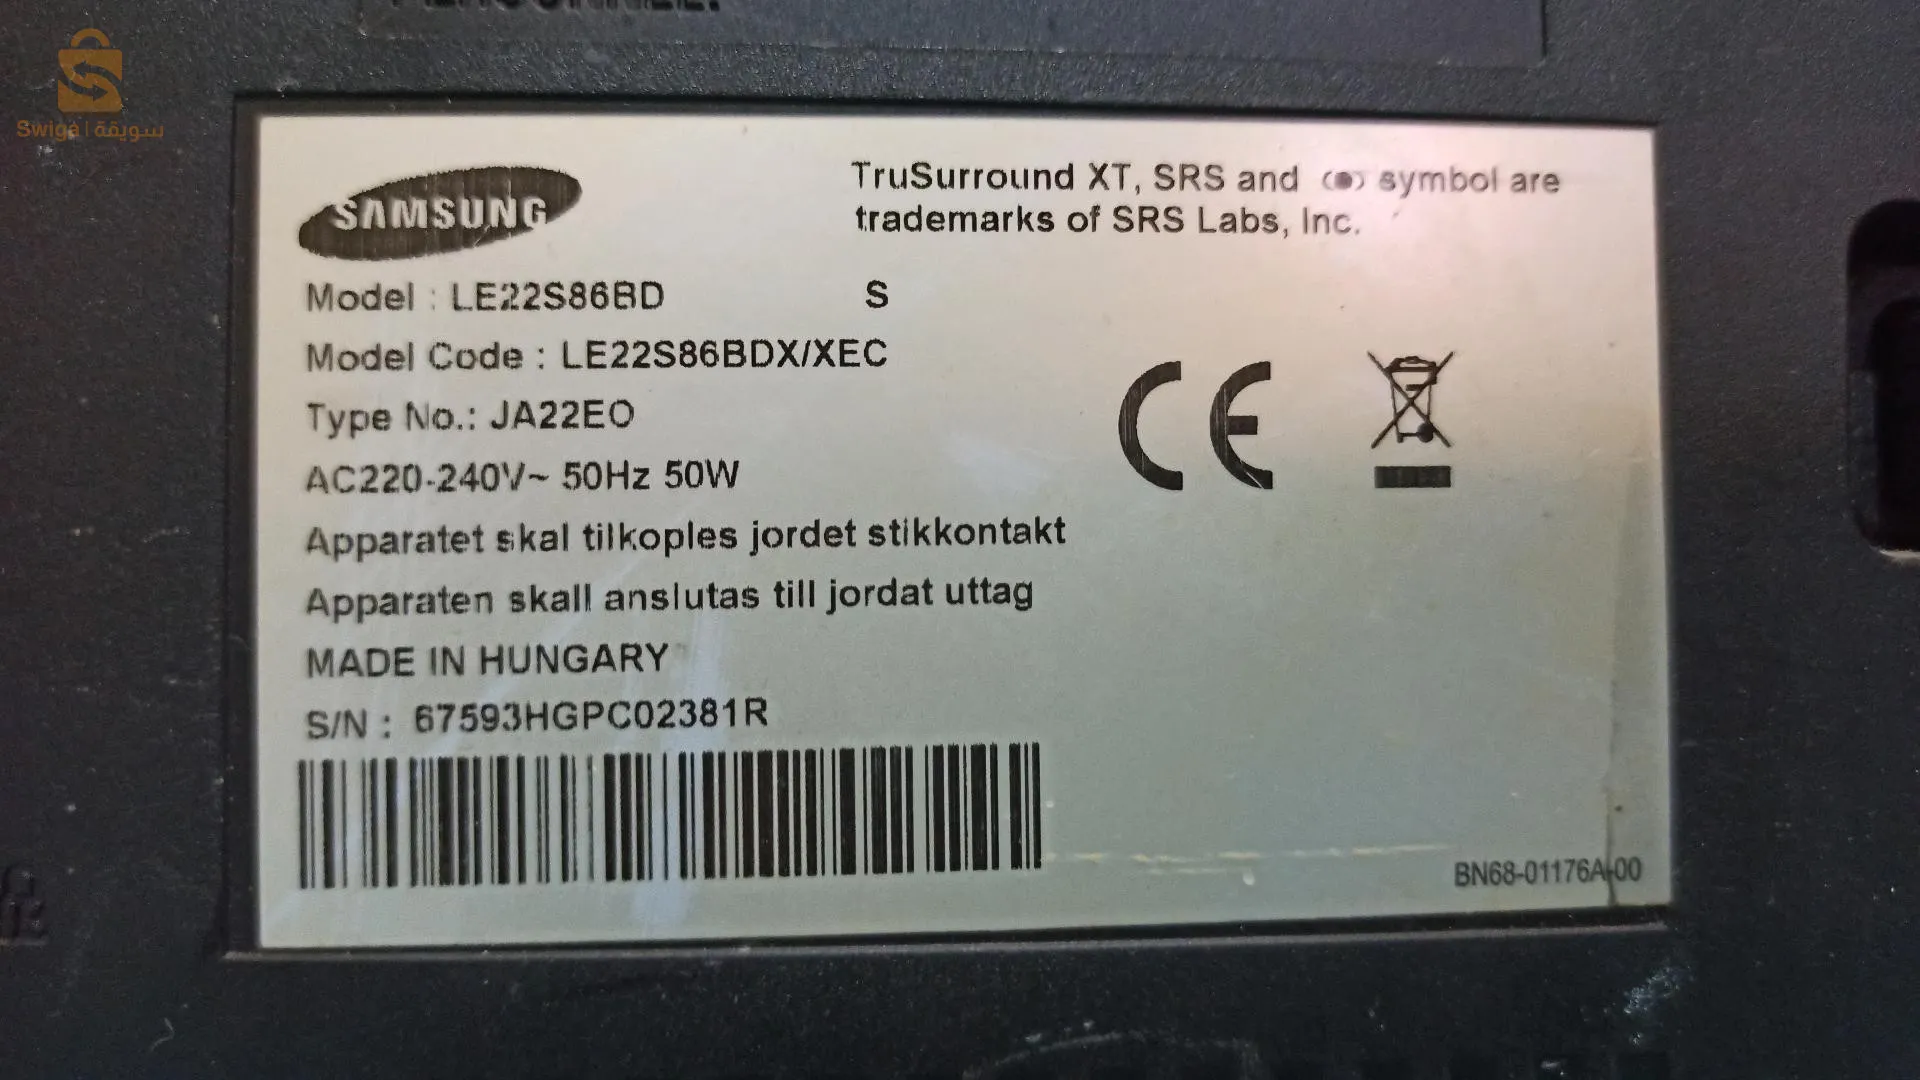 Swiga | سويقة
SAMSUNG
TruSurround XT, SRS and (●) symbol are
trademarks of SRS Labs, Inc.
Model : LE22S86BD S
Model Code : LE22S86BDX/XEC
Type No.: JA22EO
AC220-240V~ 50Hz 50W
Apparatet skal tilkoples jordet stikkontakt
Apparaten skall anslutas till jordat uttag
MADE IN HUNGARY
S/N : 67593HGPC02381R
CE
BN68-01176A-00